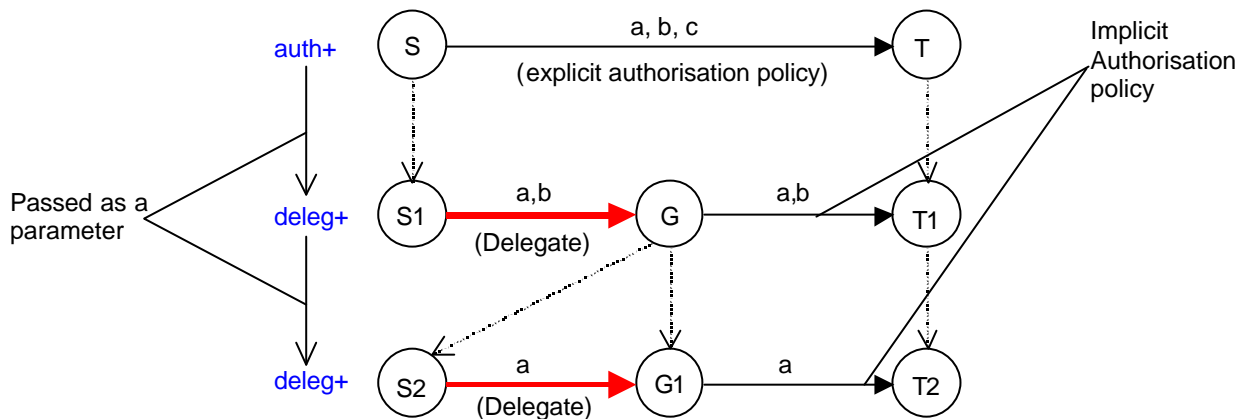 auth+
S
a, b, c
(explicit authorisation policy)
T
Implicit
Authorisation
policy
Passed as a
parameter
deleg+
S1
a,b
(Delegate)
G
a,b
T1
deleg+
S2
a
(Delegate)
G1
a
T2